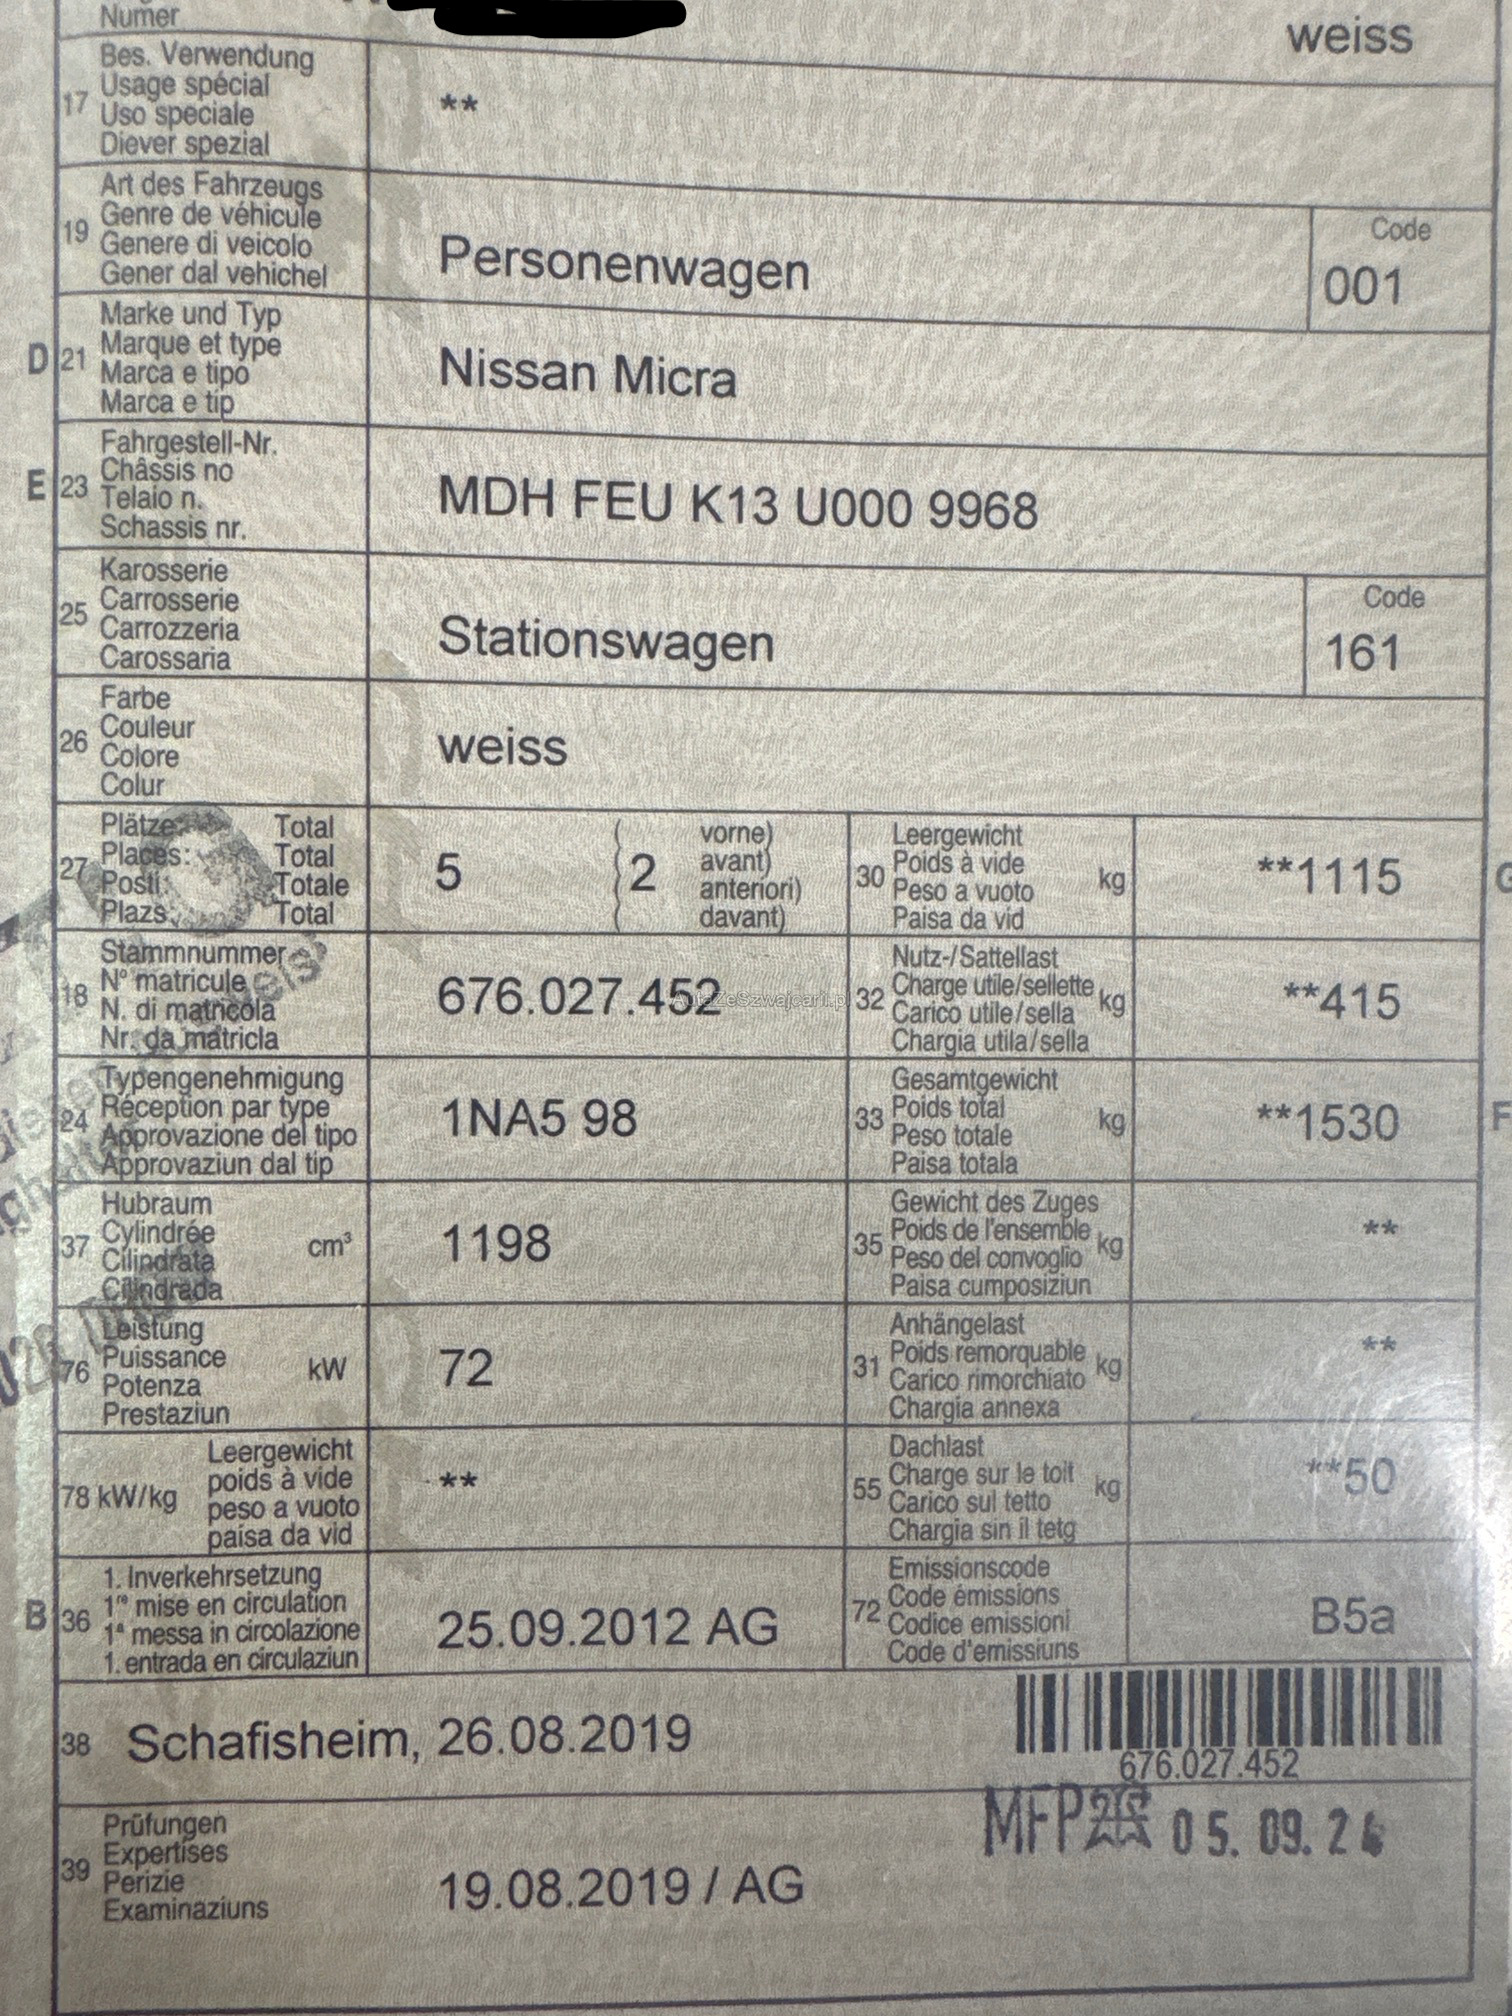 Numer
weiss
17
Bes. Verwendung
Usage spécial
Uso speciale
Diever spezial
**
19
Art des Fahrzeugs
Genre de véhicule
Genere di veicolo
Gener dal vehichel
Personenwagen
Code
001
D
21
Marke und Typ
Marque et type
Marca e tipo
Marca e tip
Nissan Micra
E
23
Fahrgestell-Nr.
Châssis no
Telaio n.
Schassis nr.
MDH FEU K13 U000 9968
25
Karosserie
Carrosserie
Carrozzeria
Carossaria
Stationswagen
Code
161
26
Farbe
Couleur
Colore
Colur
weiss
27
Plätze: Total
Places: Total
Posti: Totale
Plazs: Total
5
2
vorne)
avant)
anteriori)
davant)
30
Leergewicht
Poids à vide
Peso a vuoto
Paisa da vid
kg
**1115
G
18
Stammnummer
N° matricule
N. di matricola
Nr. da matricla
676.027.452
AutaZeSzwajcarii.pl
32
Nutz-/Sattellast
Charge utile/sellette
Carico utile/sella
Chargia utila/sella
kg
**415
24
Typengenehmigung
Réception par type
Approvazione del tipo
Approvaziun dal tip
1NA5 98
33
Gesamtgewicht
Poids total
Peso totale
Paisa totala
kg
**1530
F
37
Hubraum
Cylindrée
Cilindrata
Cilindrada
cm³
1198
35
Gewicht des Zuges
Poids de l'ensemble
Peso del convoglio
Paisa cumposiziun
kg
**
76
Leistung
Puissance
Potenza
Prestaziun
kW
72
31
Anhängelast
Poids remorquable
Carico rimorchiato
Chargia annexa
kg
**
78 kW/kg
Leergewicht
poids à vide
peso a vuoto
paisa da vid
**
55
Dachlast
Charge sur le toit
Carico sul tetto
Chargia sin il tetg
kg
**50
B
36
1. Inverkehrsetzung
1re mise en circulation
1a messa in circolazione
1. entrada en circulaziun
25.09.2012 AG
72
Emissionscode
Code émissions
Codice emissioni
Code d'emissiuns
B5a
38
Schafisheim, 26.08.2019
676.027.452
MFP
05. 09. 24
39
Prüfungen
Expertises
Perizie
Examinaziuns
19.08.2019 / AG